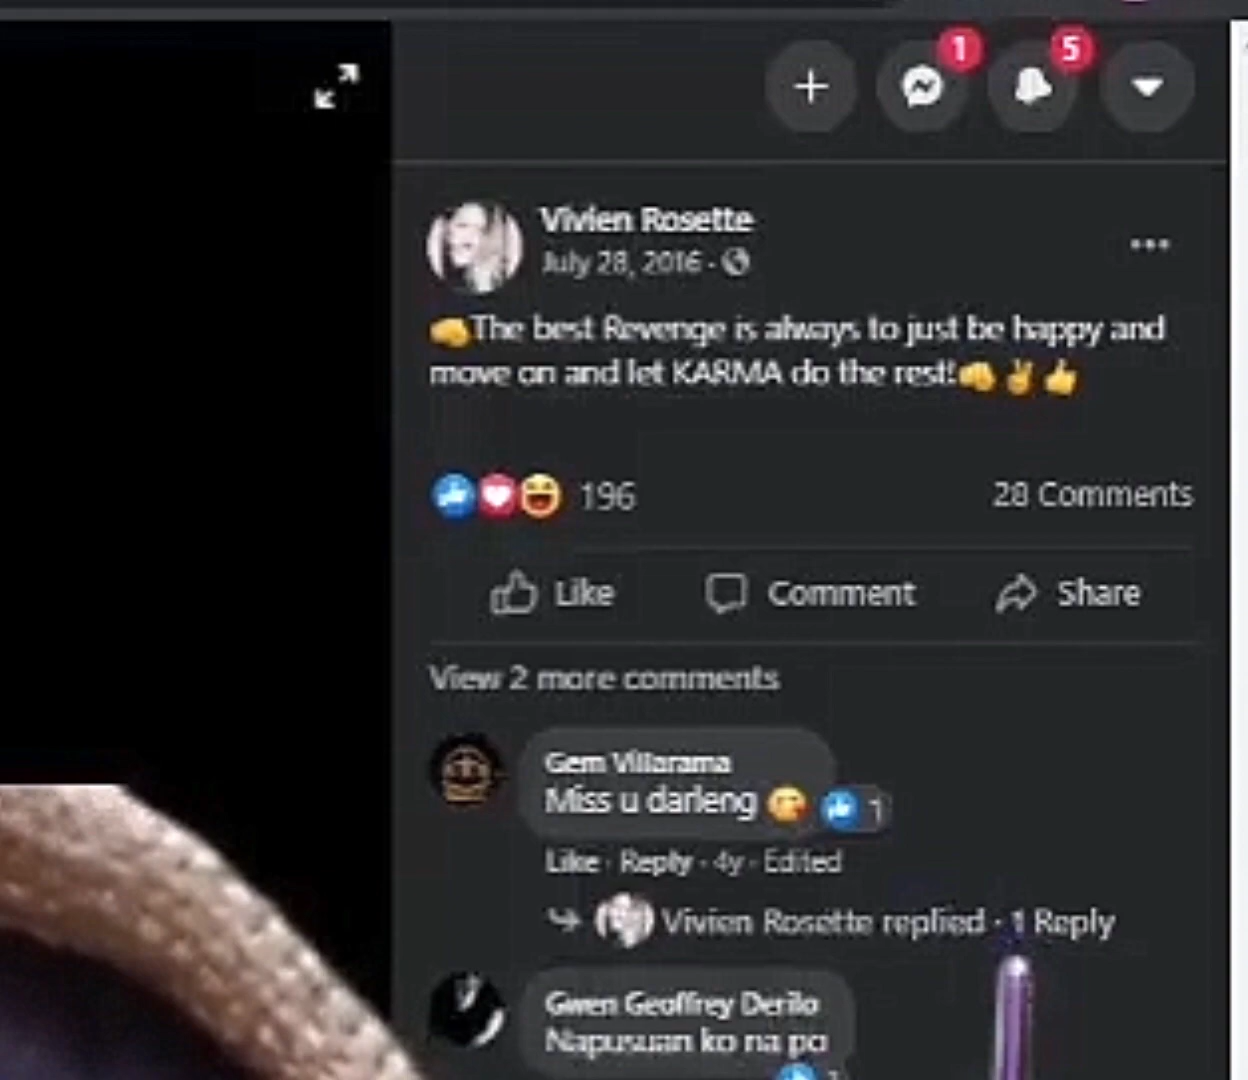 1
5
Vivien Rosette
July 28, 2016 ·
The best Revenge is always to just be happy and
move on and let KARMA do the rest!
196
28 Comments
Like
Comment
Share
View 2 more comments
Gem Villarama
Miss u darleng
1
Like · Reply · 4y · Edited
Vivien Rosette replied · 1 Reply
Gwen Geoffrey Derilo
Napusuan ko na po